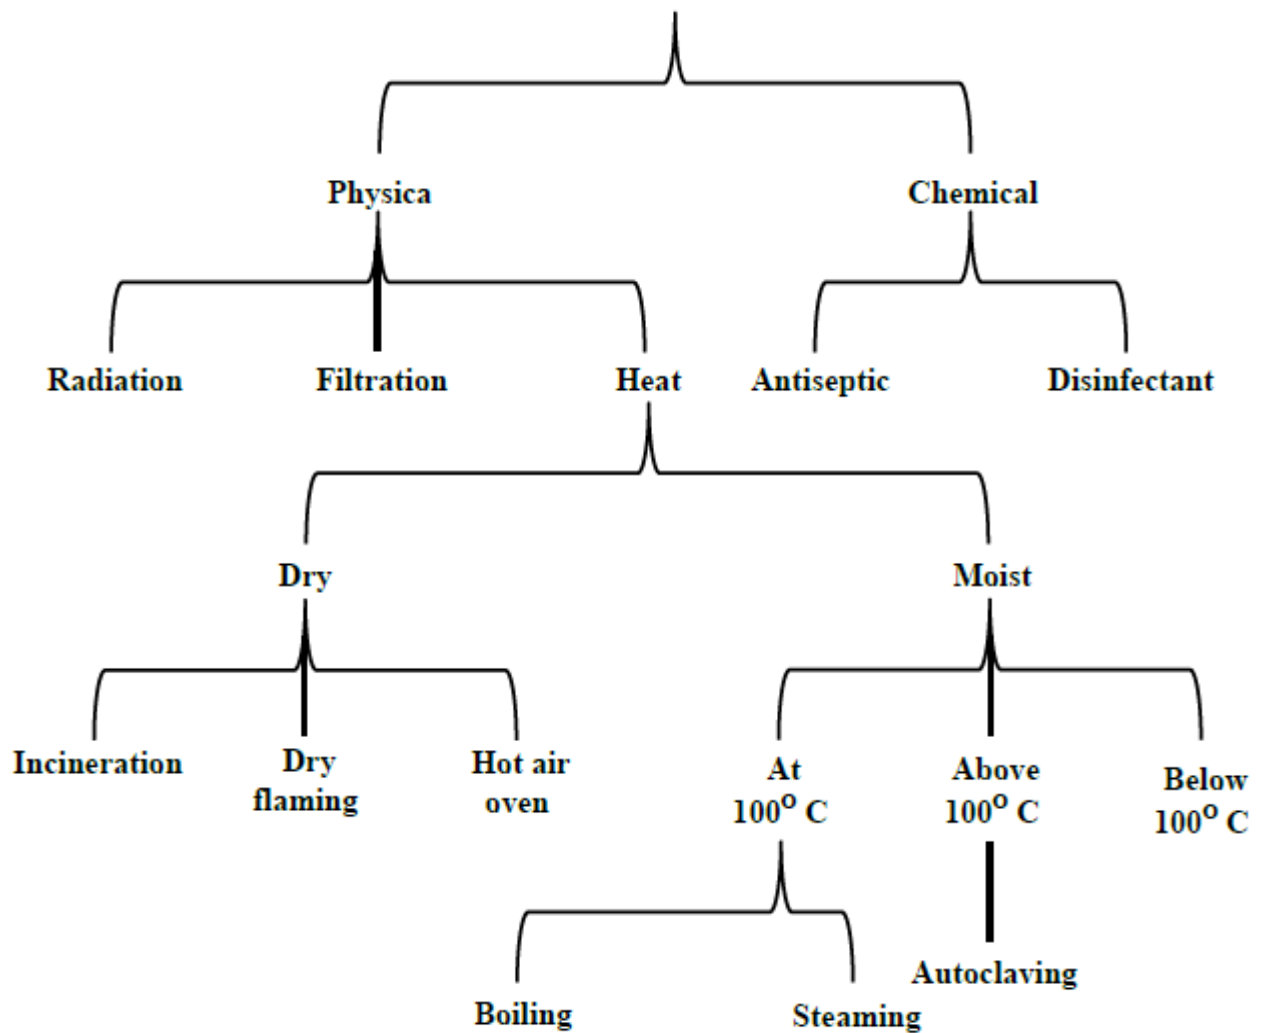 Physica
Chemical
Radiation
Filtration
Heat
Antiseptic
Disinfectant
Dry
Moist
Incineration
Dry
flaming
Hot air
oven
At
100° C
Above
100° C
Below
100° C
Boiling
Steaming
Autoclaving